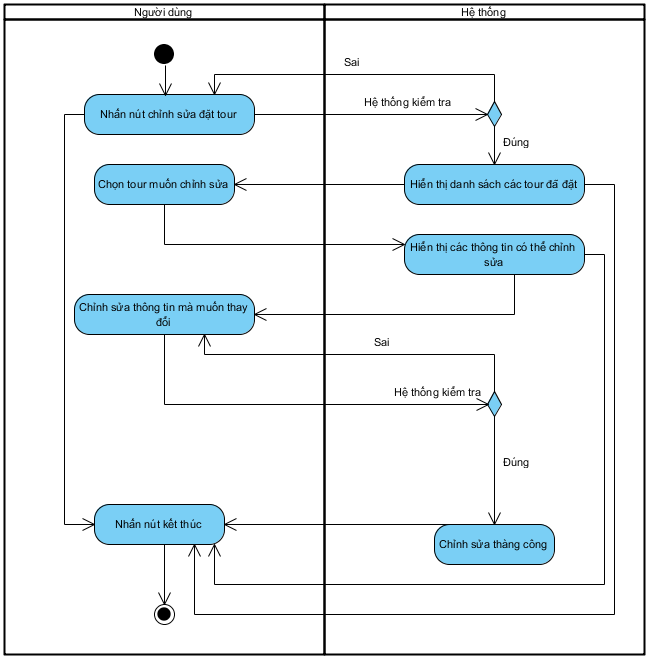 Người dùng
Hệ thống
Sai
Hệ thống kiểm tra
Nhấn nút chỉnh sửa đặt tour
Đúng
Chọn tour muốn chỉnh sửa
Hiển thị danh sách các tour đã đặt
Hiển thị các thông tin có thể chỉnh
sửa
Chỉnh sửa thông tin mà muốn thay
đổi
Sai
Hệ thống kiểm tra
Đúng
Nhấn nút kết thúc
Chỉnh sửa thàng công